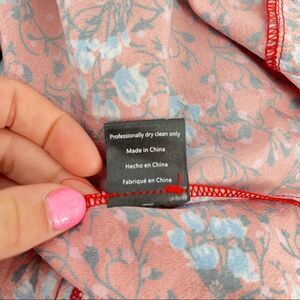 Professionally dry clean only
Made in China
Hecho en China
Fabriqué en Chine